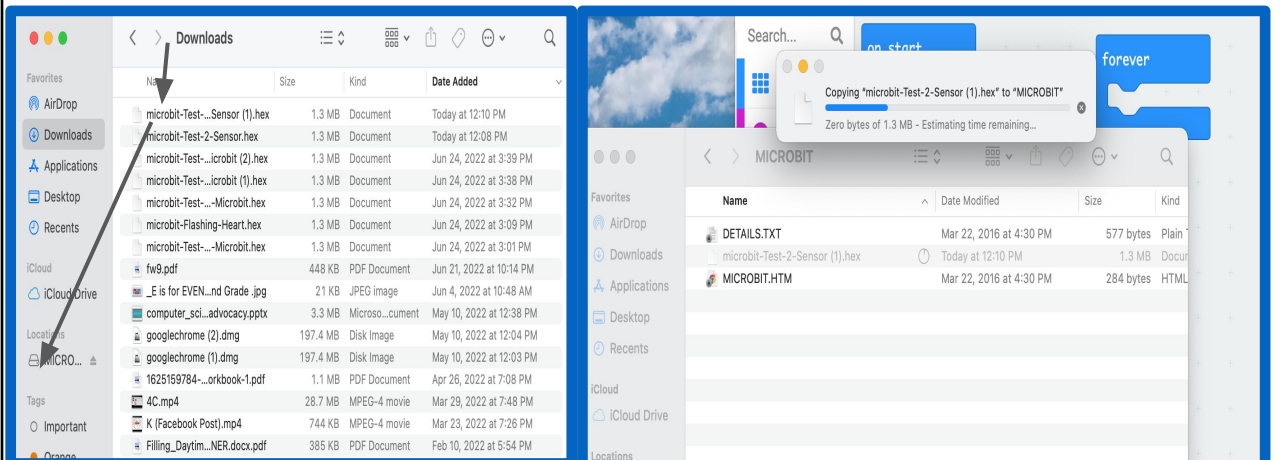 Downloads
Favorites
AirDrop
Downloads
Applications
Desktop
Recents
iCloud
iCloud Drive
Locations
MICRO...
Tags
Important
Orange
Size Kind Date Added
microbit-Test-...Sensor (1).hex 1.3 MB Document Today at 12:10 PM
microbit-Test-2-Sensor.hex 1.3 MB Document Today at 12:08 PM
microbit-Test-...icrobit (2).hex 1.3 MB Document Jun 24, 2022 at 3:39 PM
microbit-Test-...icrobit (1).hex 1.3 MB Document Jun 24, 2022 at 3:38 PM
microbit-Test-...-Microbit.hex 1.3 MB Document Jun 24, 2022 at 3:32 PM
microbit-Flashing-Heart.hex 1.3 MB Document Jun 24, 2022 at 3:09 PM
microbit-Test-...-Microbit.hex 1.3 MB Document Jun 24, 2022 at 3:01 PM
fw9.pdf 448 KB PDF Document Jun 21, 2022 at 10:14 PM
_E is for EVEN...nd Grade .jpg 21 KB JPEG image Jun 4, 2022 at 10:48 AM
computer_sci...advocacy.pptx 3.3 MB Microso...cument May 10, 2022 at 12:38 PM
googlechrome (2).dmg 197.4 MB Disk Image May 10, 2022 at 12:04 PM
googlechrome (1).dmg 197.4 MB Disk Image May 10, 2022 at 12:03 PM
1625159784-...orkbook-1.pdf 1.1 MB PDF Document Apr 26, 2022 at 7:08 PM
4C.mp4 28.7 MB MPEG-4 movie Mar 29, 2022 at 7:48 PM
K (Facebook Post).mp4 744 KB MPEG-4 movie Mar 23, 2022 at 7:26 PM
Filling_Daytim...NER.docx.pdf 385 KB PDF Document Feb 10, 2022 at 5:54 PM
Search...
on start
forever
Copying “microbit-Test-2-Sensor (1).hex” to “MICROBIT”
Zero bytes of 1.3 MB - Estimating time remaining...
MICROBIT
Favorites
AirDrop
Downloads
Applications
Desktop
Recents
iCloud
iCloud Drive
Locations
Name Date Modified Size Kind
DETAILS.TXT Mar 22, 2016 at 4:30 PM 577 bytes Plain
microbit-Test-2-Sensor (1).hex Today at 12:10 PM 1.3 MB Docur
MICROBIT.HTM Mar 22, 2016 at 4:30 PM 284 bytes HTML